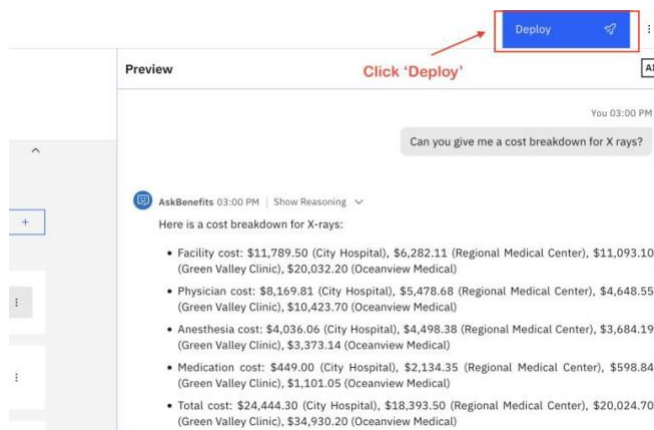 Deploy
Preview
Click ‘Deploy’
You 03:00 PM
Can you give me a cost breakdown for X rays?
AskBenefits 03:00 PM | Show Reasoning
Here is a cost breakdown for X-rays:
• Facility cost: $11,789.50 (City Hospital), $6,282.11 (Regional Medical Center), $11,093.10
(Green Valley Clinic), $20,032.20 (Oceanview Medical)
• Physician cost: $8,169.81 (City Hospital), $5,478.68 (Regional Medical Center), $4,648.55
(Green Valley Clinic), $10,423.70 (Oceanview Medical)
• Anesthesia cost: $4,036.06 (City Hospital), $4,498.38 (Regional Medical Center), $3,684.19
(Green Valley Clinic), $3,373.14 (Oceanview Medical)
• Medication cost: $449.00 (City Hospital), $2,134.35 (Regional Medical Center), $598.84
(Green Valley Clinic), $1,101.05 (Oceanview Medical)
• Total cost: $24,444.30 (City Hospital), $18,393.50 (Regional Medical Center), $20,024.70
(Green Valley Clinic), $34,930.20 (Oceanview Medical)